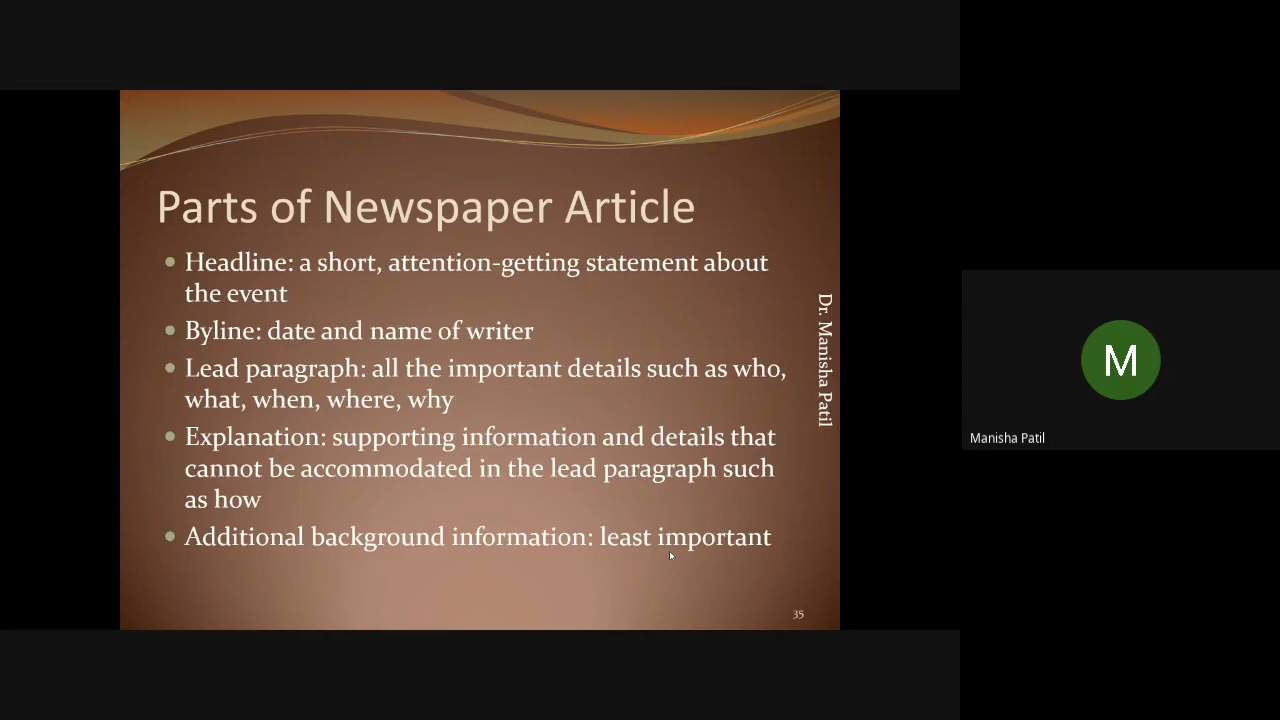 Parts of Newspaper Article
Headline: a short, attention-getting statement about
the event
Byline: date and name of writer
Lead paragraph: all the important details such as who,
what, when, where, why
Explanation: supporting information and details that
cannot be accommodated in the lead paragraph such
as how
Additional background information: least important
Dr. Manisha Patil
35
M
Manisha Patil